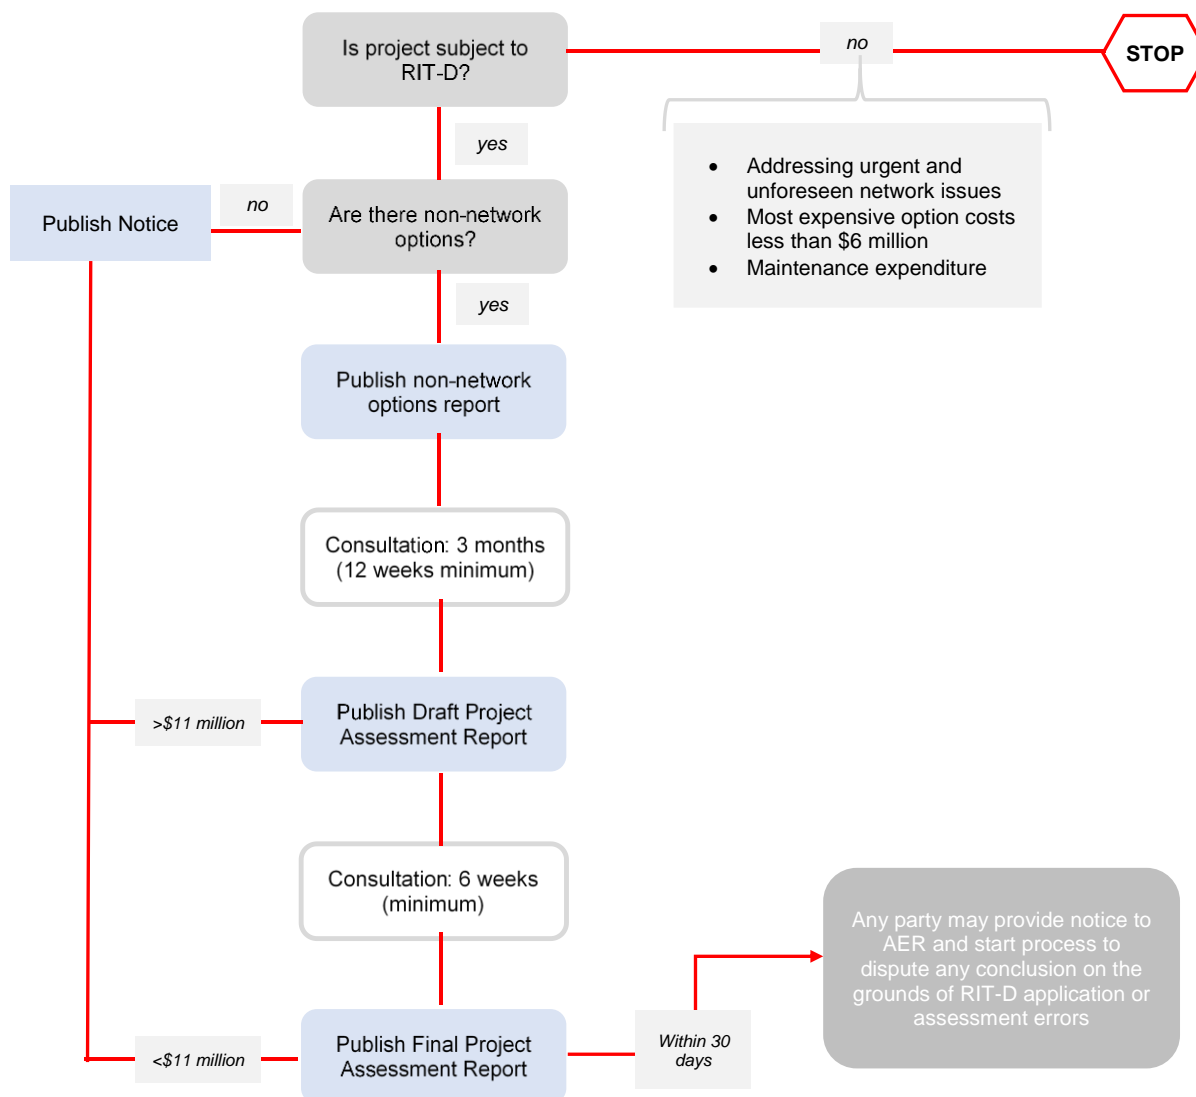 Is project subject to
RIT-D?
no
STOP
yes
• Addressing urgent and
unforeseen network issues
• Most expensive option costs
less than $6 million
• Maintenance expenditure
Publish Notice
no
Are there non-network
options?
yes
Publish non-network
options report
Consultation: 3 months
(12 weeks minimum)
>$11 million
Publish Draft Project
Assessment Report
Consultation: 6 weeks
(minimum)
Any party may provide notice to
AER and start process to
dispute any conclusion on the
grounds of RIT-D application or
assessment errors
<$11 million
Publish Final Project
Assessment Report
Within 30
days